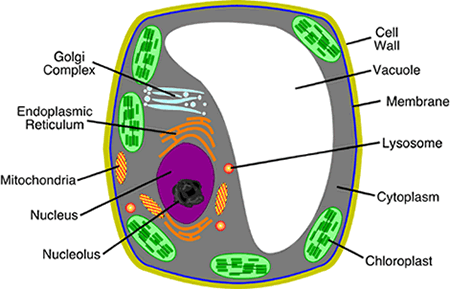 Golgi
Complex
Endoplasmic
Reticulum
Mitochondria
Nucleus
Nucleolus
Cell
Wall
Vacuole
Membrane
Lysosome
Cytoplasm
Chloroplast